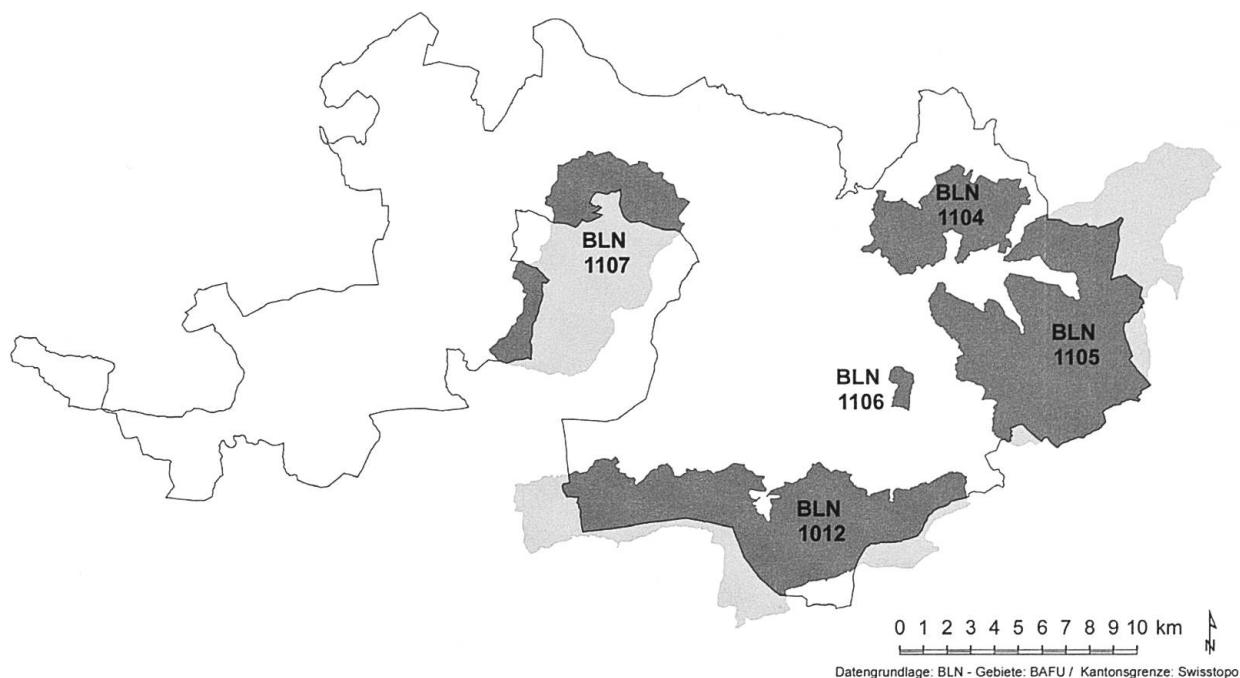 BLN
1104
BLN
1107
BLN
1105
BLN
1106
BLN
1012
0 1 2 3 4 5 6 7 8 9 10 km
N
Datengrundlage: BLN - Gebiete: BAFU / Kantonsgrenze: Swisstopo